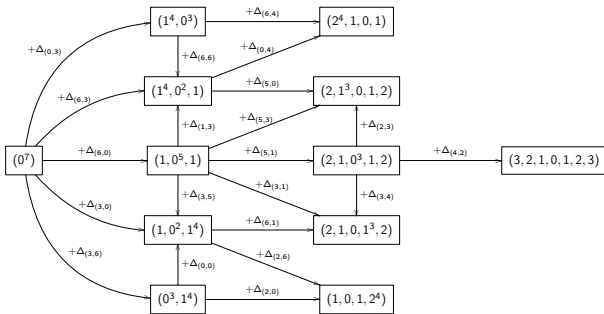 +Δ(6,4)
(1⁴, 0³) (2⁴, 1, 0, 1)
+Δ(0,3)
+Δ(6,6) +Δ(0,4)
+Δ(5,0)
+Δ(6,3) (1⁴, 0², 1) (2, 1³, 0, 1, 2)
+Δ(1,3) +Δ(5,3) +Δ(2,3)
+Δ(6,0) +Δ(5,1) +Δ(4,2)
(0⁷) (1, 0⁵, 1) (2, 1, 0³, 1, 2) (3, 2, 1, 0, 1, 2, 3)
+Δ(3,0) +Δ(3,5) +Δ(3,1) +Δ(3,4)
+Δ(6,1)
(1, 0², 1⁴) (2, 1, 0, 1³, 2)
+Δ(3,6) +Δ(0,0) +Δ(2,6)
+Δ(2,0)
(0³, 1⁴) (1, 0, 1, 2⁴)